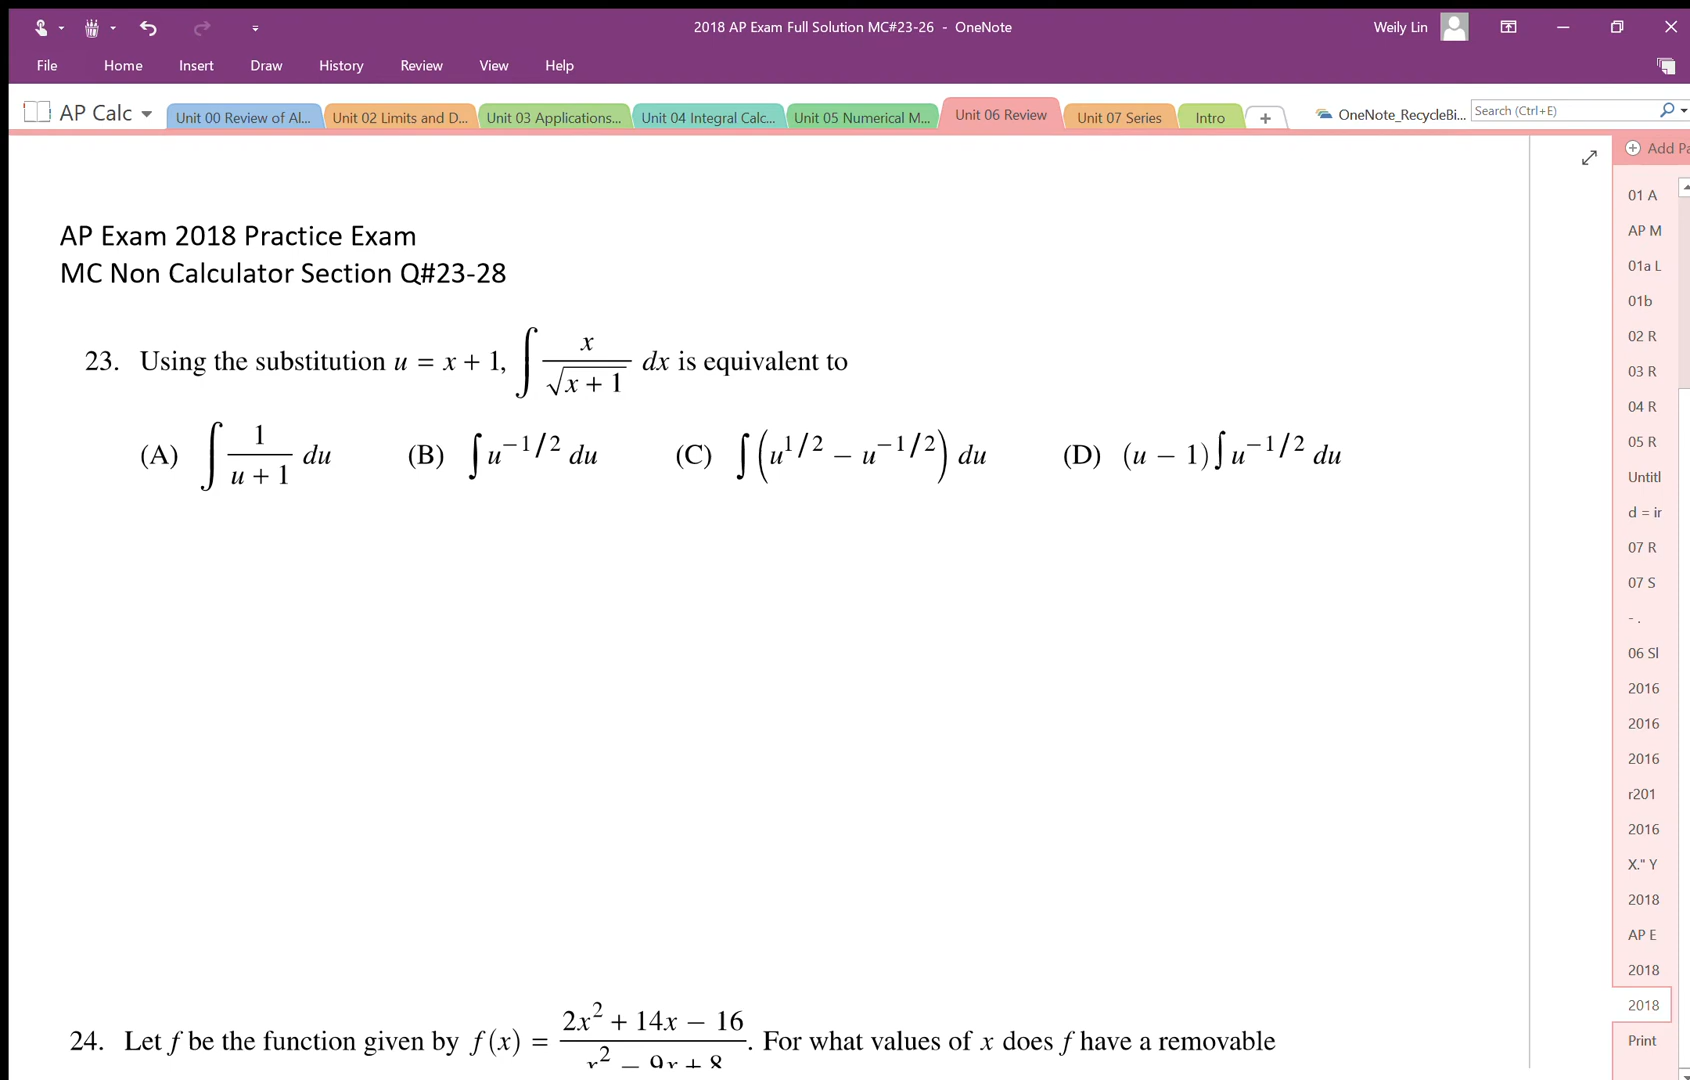 2018 AP Exam Full Solution MC#23-26 - OneNote
Weily Lin
File Home Insert Draw History Review View Help
AP Calc
Unit 00 Review of Al...
Unit 02 Limits and D...
Unit 03 Applications...
Unit 04 Integral Calc...
Unit 05 Numerical M...
Unit 06 Review
Unit 07 Series
Intro
+
OneNote_RecycleBi...
Search (Ctrl+E)
Add Pa
AP Exam 2018 Practice Exam
MC Non Calculator Section Q#23-28
23. Using the substitution u = x + 1, ∫ x/√(x + 1) dx is equivalent to
(A) ∫ 1/(u + 1) du (B) ∫ u^(−1/2) du (C) ∫ (u^(1/2) − u^(−1/2)) du (D) (u − 1) ∫ u^(−1/2) du
24. Let f be the function given by f(x) = (2x² + 14x − 16)/(x² − 9x + 8). For what values of x does f have a removable
01 A
AP M
01a L
01b
02 R
03 R
04 R
05 R
Untitl
d = ir
07 R
07 S
- .
06 Sl
2016
2016
2016
r201
2016
X." Y
2018
AP E
2018
2018
Print